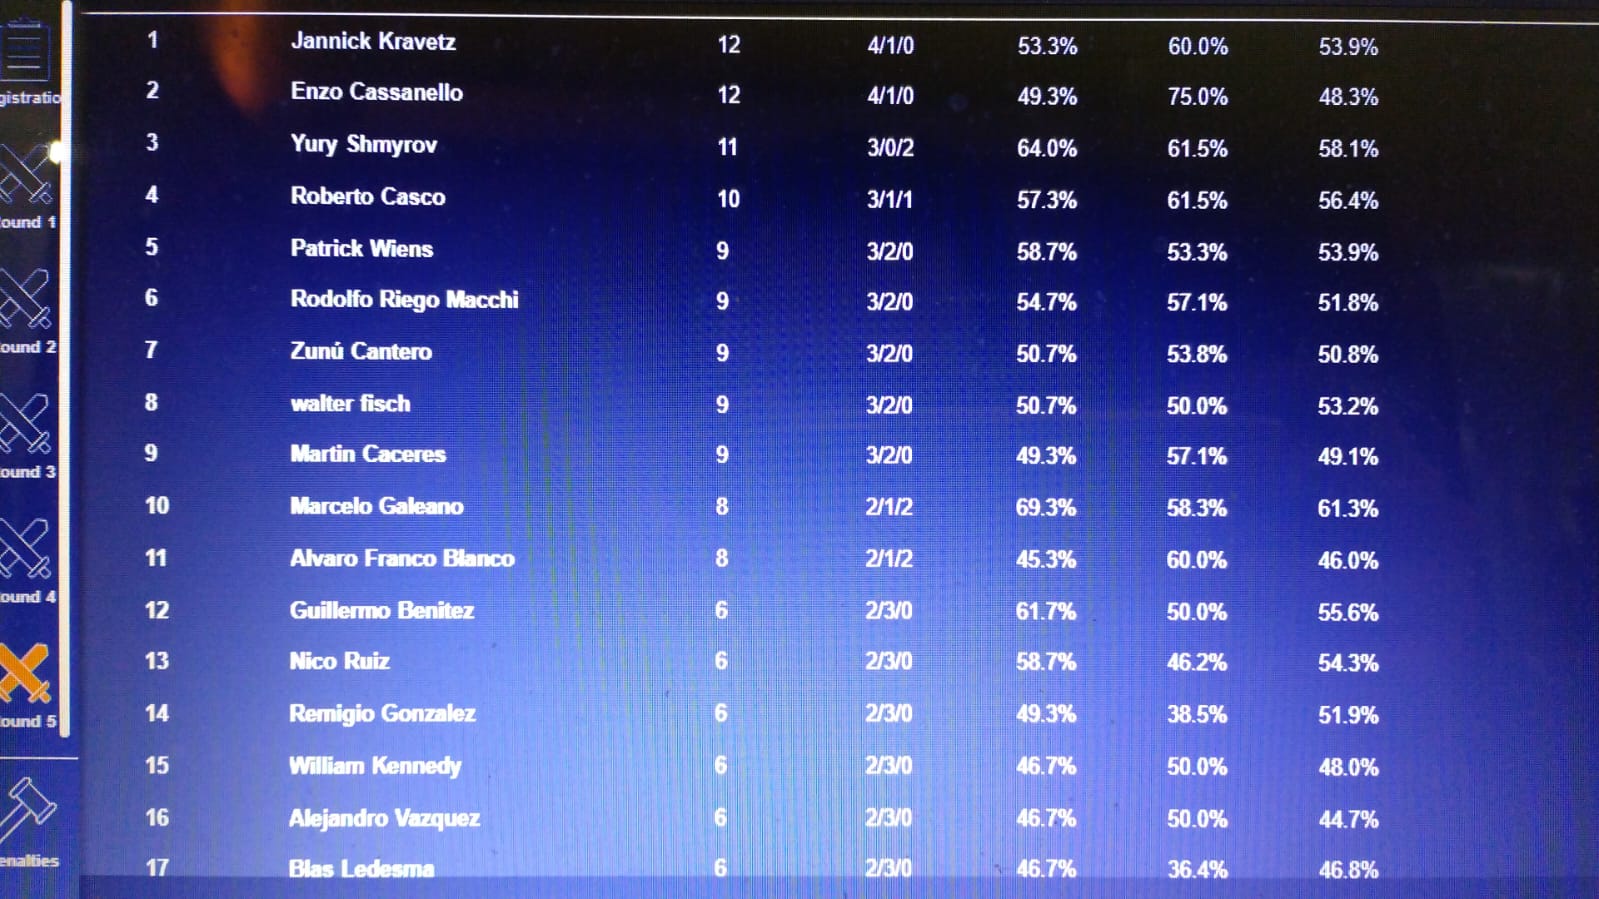 1 Jannick Kravetz 12 4/1/0 53.3% 60.0% 53.9%
2 Enzo Cassanello 12 4/1/0 49.3% 75.0% 48.3%
3 Yury Shmyrov 11 3/0/2 64.0% 61.5% 58.1%
4 Roberto Casco 10 3/1/1 57.3% 61.5% 56.4%
5 Patrick Wiens 9 3/2/0 58.7% 53.3% 53.9%
6 Rodolfo Riego Macchi 9 3/2/0 54.7% 57.1% 51.8%
7 Zunú Cantero 9 3/2/0 50.7% 53.8% 50.8%
8 walter fisch 9 3/2/0 50.7% 50.0% 53.2%
9 Martin Caceres 9 3/2/0 49.3% 57.1% 49.1%
10 Marcelo Galeano 8 2/1/2 69.3% 58.3% 61.3%
11 Alvaro Franco Blanco 8 2/1/2 45.3% 60.0% 46.0%
12 Guillermo Benitez 6 2/3/0 61.7% 50.0% 55.6%
13 Nico Ruiz 6 2/3/0 58.7% 46.2% 54.3%
14 Remigio Gonzalez 6 2/3/0 49.3% 38.5% 51.9%
15 William Kennedy 6 2/3/0 46.7% 50.0% 48.0%
16 Alejandro Vazquez 6 2/3/0 46.7% 50.0% 44.7%
17 Blas Ledesma 6 2/3/0 46.7% 36.4% 46.8%
gistratio
ound 1
ound 2
ound 3
ound 4
ound 5
enalties